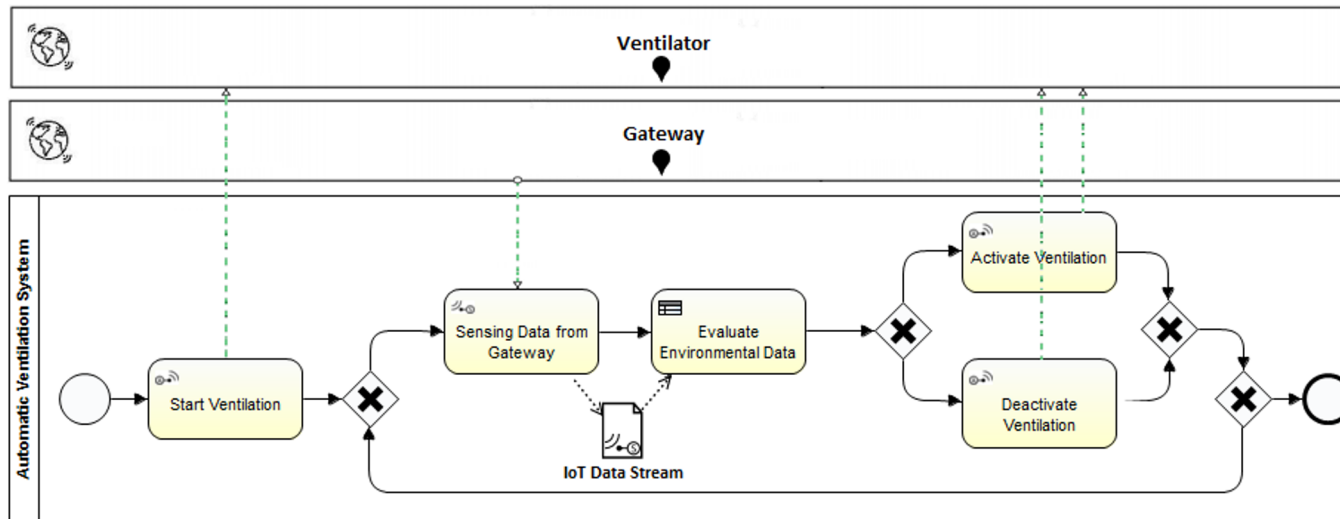 Ventilator
Gateway
Automatic Ventilation System
Start Ventilation
Sensing Data from
Gateway
Evaluate
Environmental Data
IoT Data Stream
Activate Ventilation
Deactivate
Ventilation